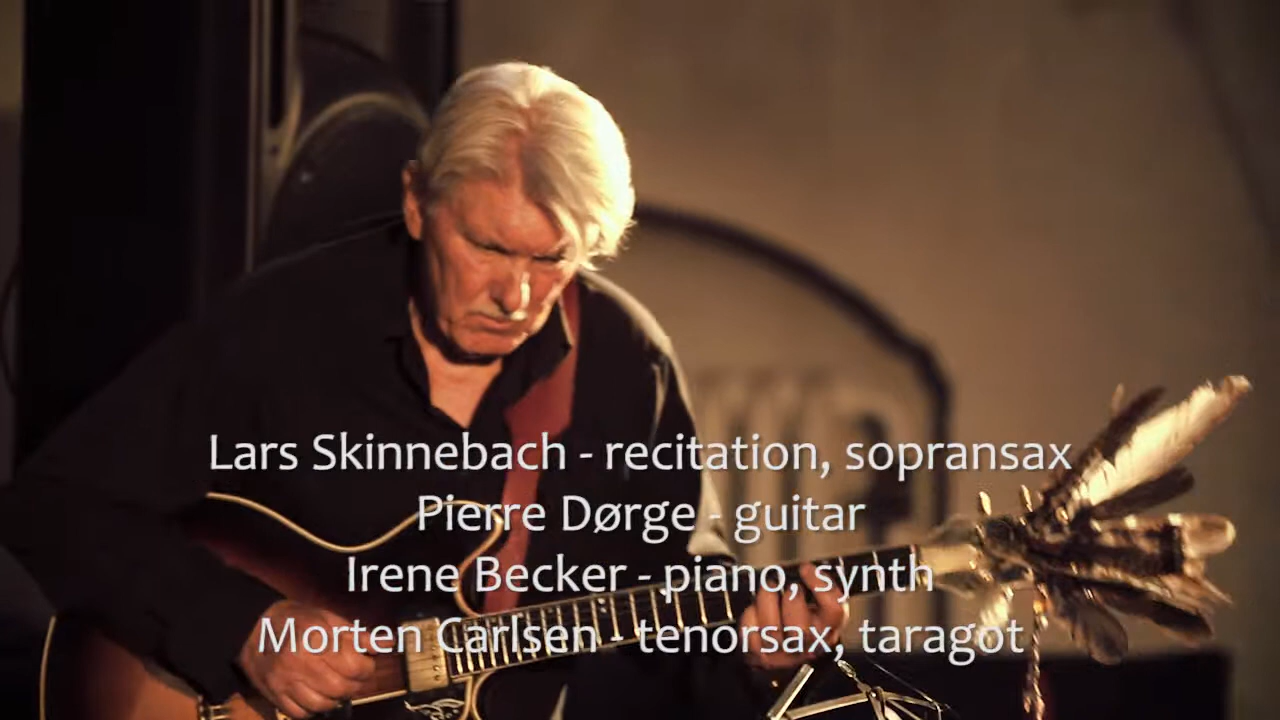 Lars Skinnebach - recitation, sopransax
Pierre Dørge - guitar
Irene Becker - piano, synth
Morten Carlsen - tenorsax, taragot